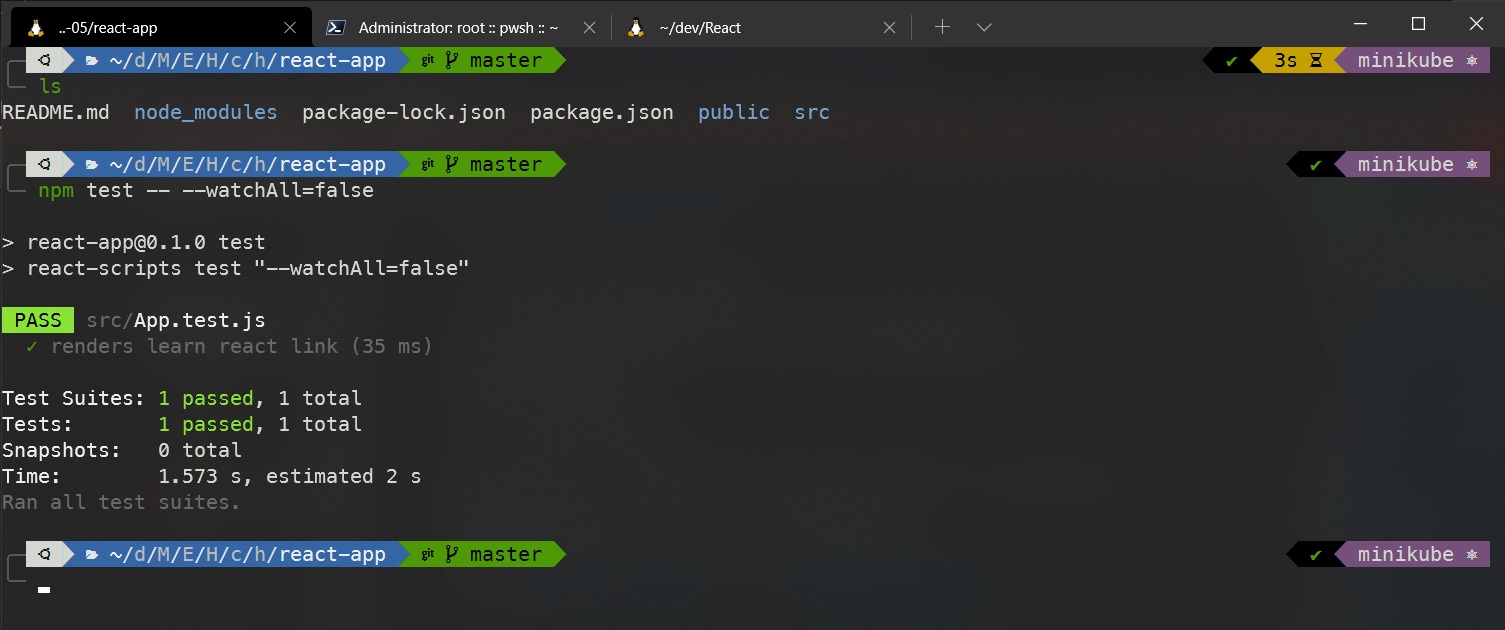 ..-05/react-app Administrator: root :: pwsh :: ~ ~/dev/React
~/d/M/E/H/c/h/react-app git master ✔ 3s minikube
ls
README.md node_modules package-lock.json package.json public src
~/d/M/E/H/c/h/react-app git master ✔ minikube
npm test -- --watchAll=false
> react-app@0.1.0 test
> react-scripts test "--watchAll=false"
PASS src/App.test.js
✓ renders learn react link (35 ms)
Test Suites: 1 passed, 1 total
Tests: 1 passed, 1 total
Snapshots: 0 total
Time: 1.573 s, estimated 2 s
Ran all test suites.
~/d/M/E/H/c/h/react-app git master ✔ minikube